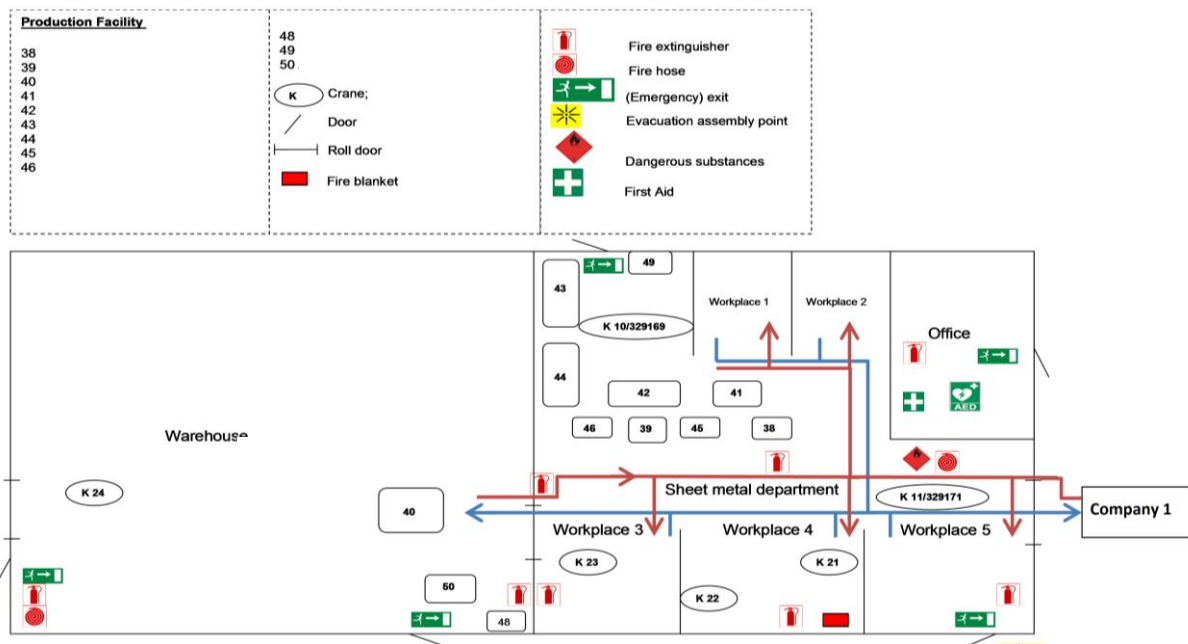 Production Facility
38
39
40
41
42
43
44
45
46
48
49
50
K
Crane;
Door
Roll door
Fire blanket
Fire extinguisher
Fire hose
(Emergency) exit
Evacuation assembly point
Dangerous substances
First Aid
43
49
K 10/329169
Workplace 1
Workplace 2
Office
44
42
41
AED
46
39
45
38
Warehouse
K 24
40
Sheet metal department
K 11/329171
Company 1
Workplace 3
Workplace 4
Workplace 5
K 23
K 21
50
K 22
48